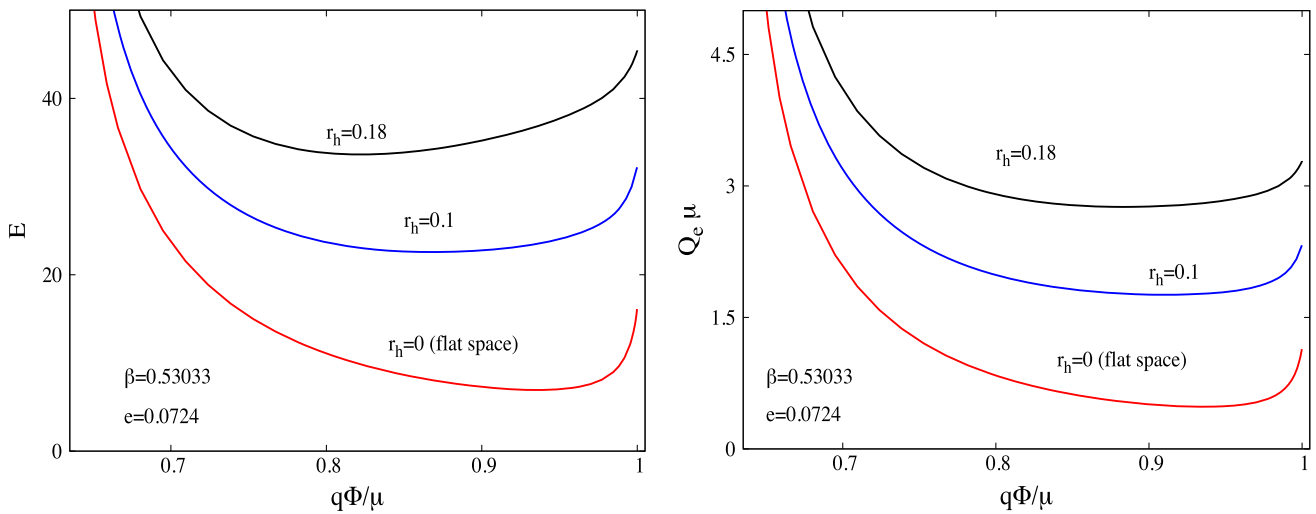 40
20
0
E
r_h=0.18
r_h=0.1
r_h=0 (flat space)
β=0.53033
e=0.0724
0.7 0.8 0.9 1
qΦ/μ
4.5
3
1.5
0
Q_e μ
r_h=0.18
r_h=0.1
r_h=0 (flat space)
β=0.53033
e=0.0724
0.7 0.8 0.9 1
qΦ/μ